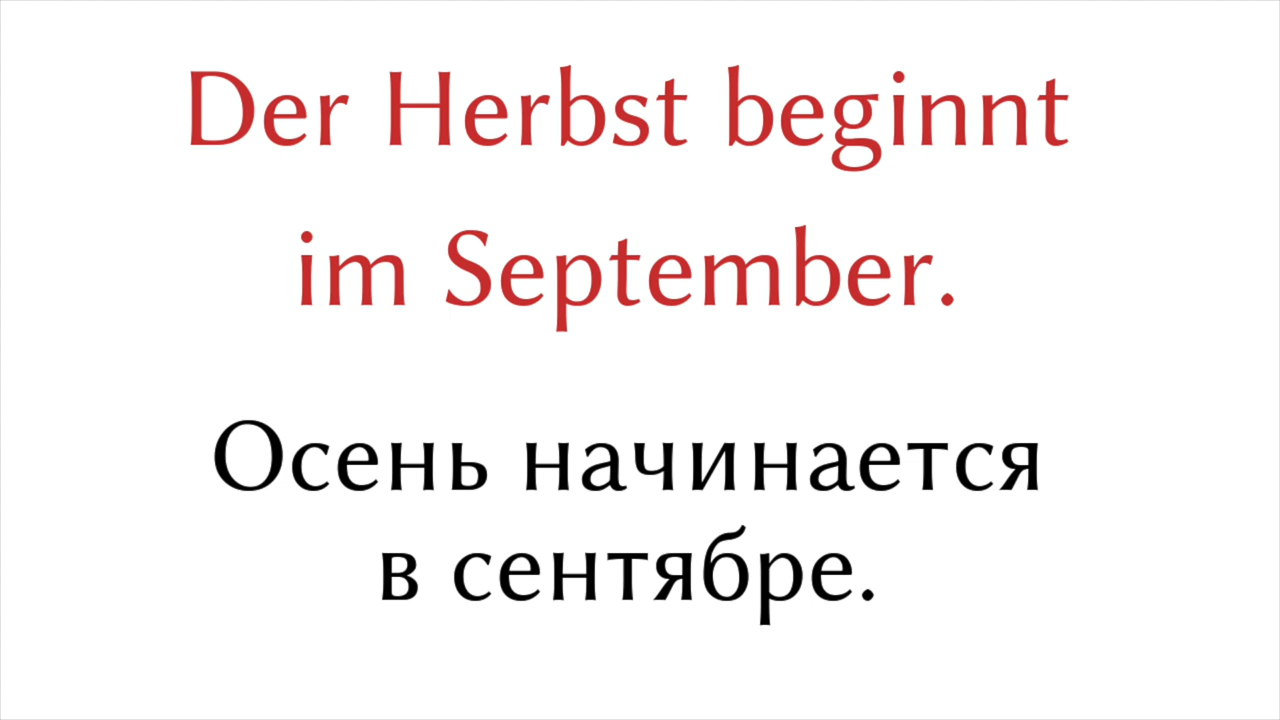 Der Herbst beginnt
im September.
Осень начинается
в сентябре.